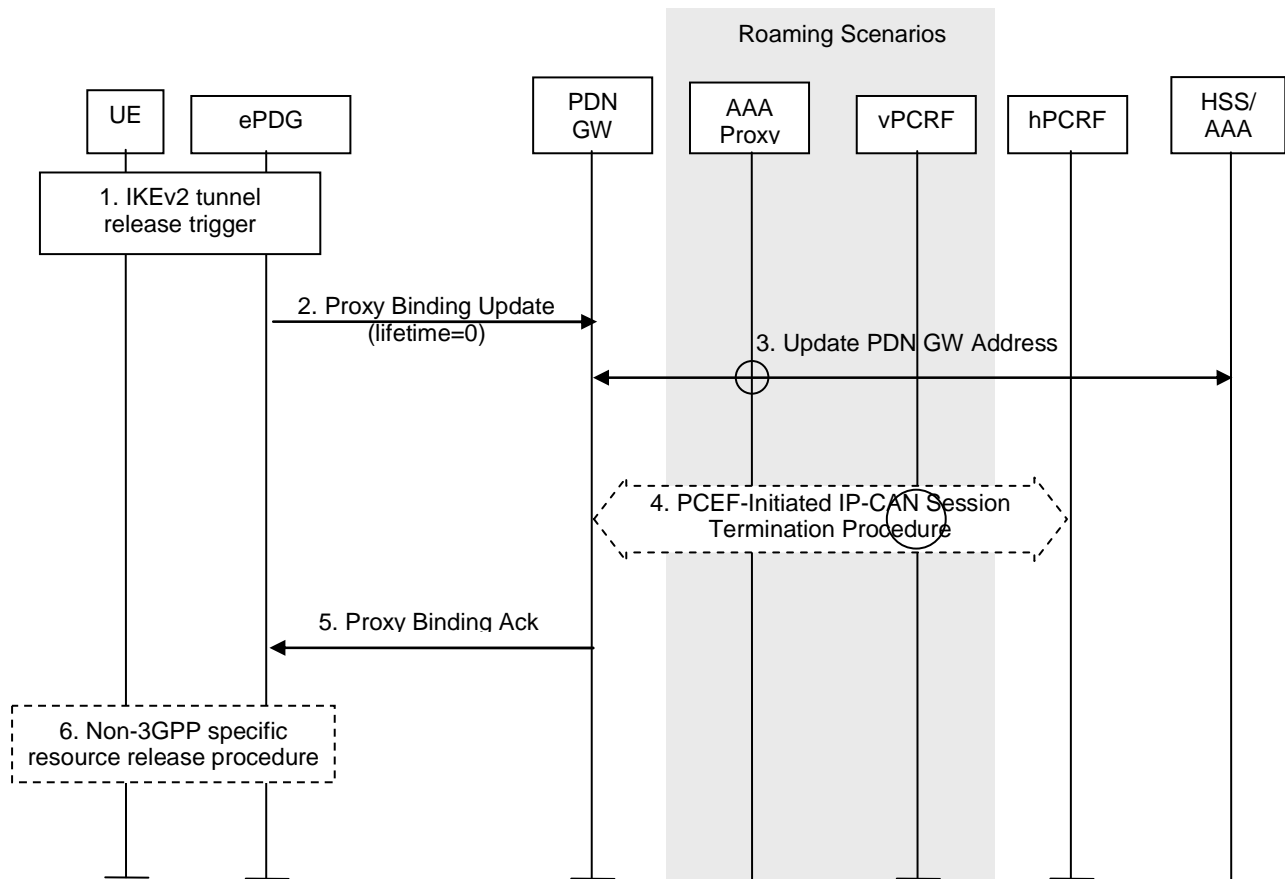 Roaming Scenarios
UE
ePDG
PDN
GW
AAA
Proxy
vPCRF
hPCRF
HSS/
AAA
1. IKEv2 tunnel
release trigger
2. Proxy Binding Update
(lifetime=0)
3. Update PDN GW Address
4. PCEF-Initiated IP-CAN Session
Termination Procedure
5. Proxy Binding Ack
6. Non-3GPP specific
resource release procedure